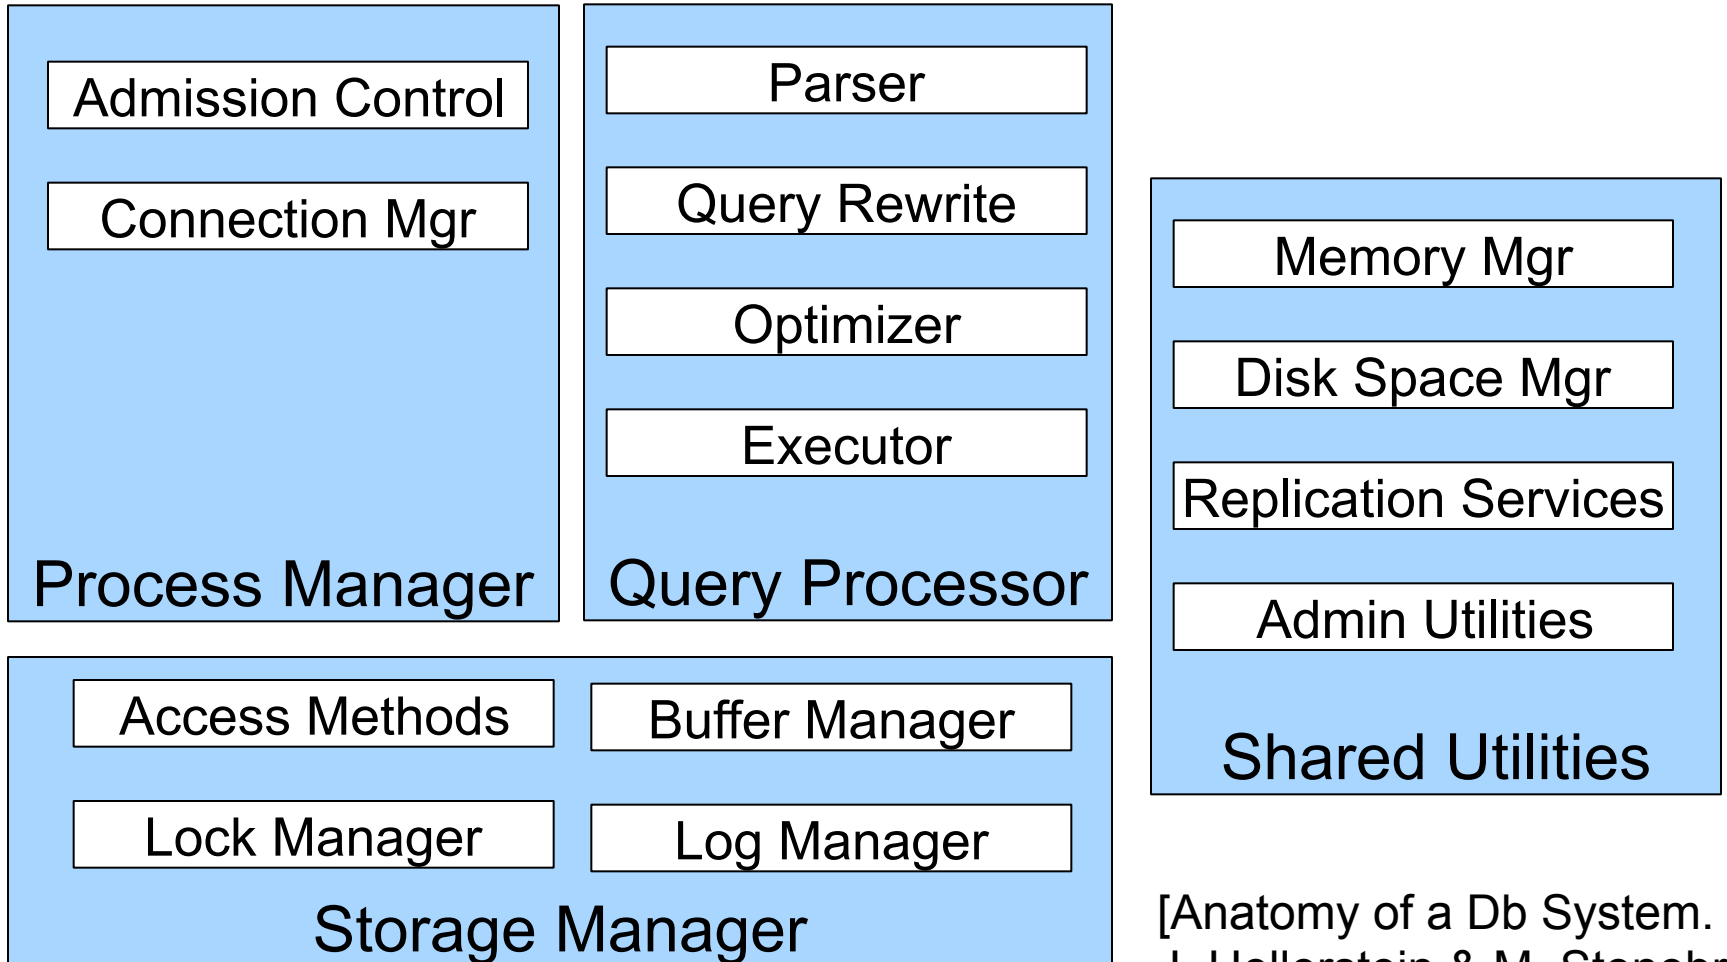 Admission Control
Connection Mgr
Process Manager
Parser
Query Rewrite
Optimizer
Executor
Query Processor
Memory Mgr
Disk Space Mgr
Replication Services
Admin Utilities
Shared Utilities
Access Methods
Buffer Manager
Lock Manager
Log Manager
Storage Manager
[Anatomy of a Db System.
Hellerstein & M.